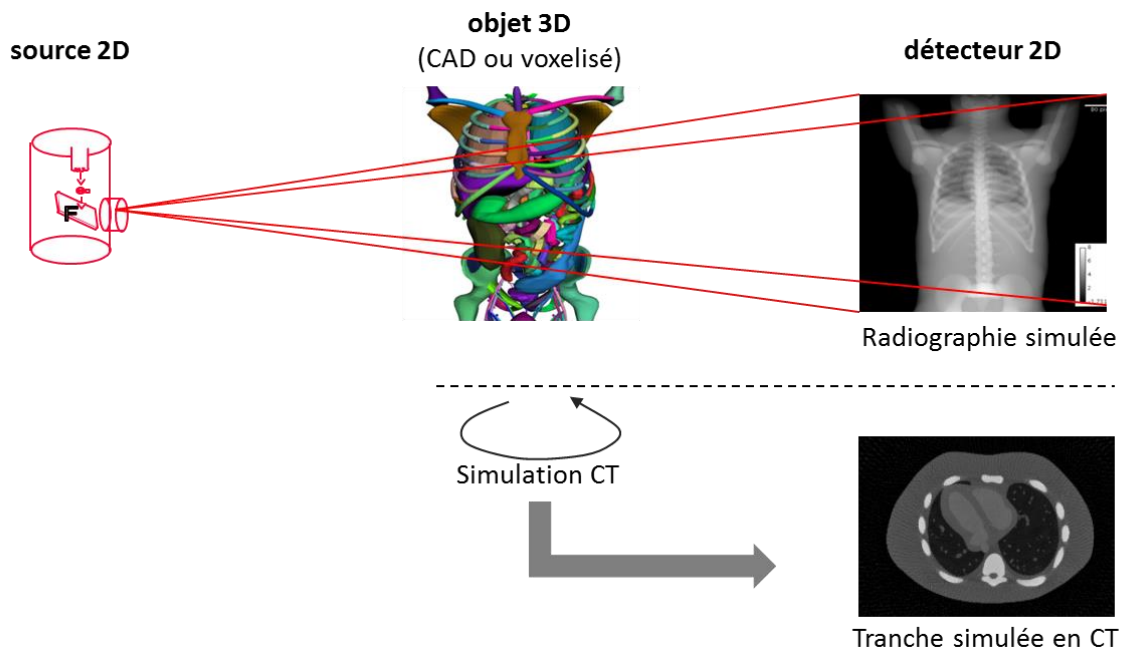 source 2D
objet 3D
(CAD ou voxelisé)
détecteur 2D
F
Radiographie simulée
Simulation CT
Tranche simulée en CT